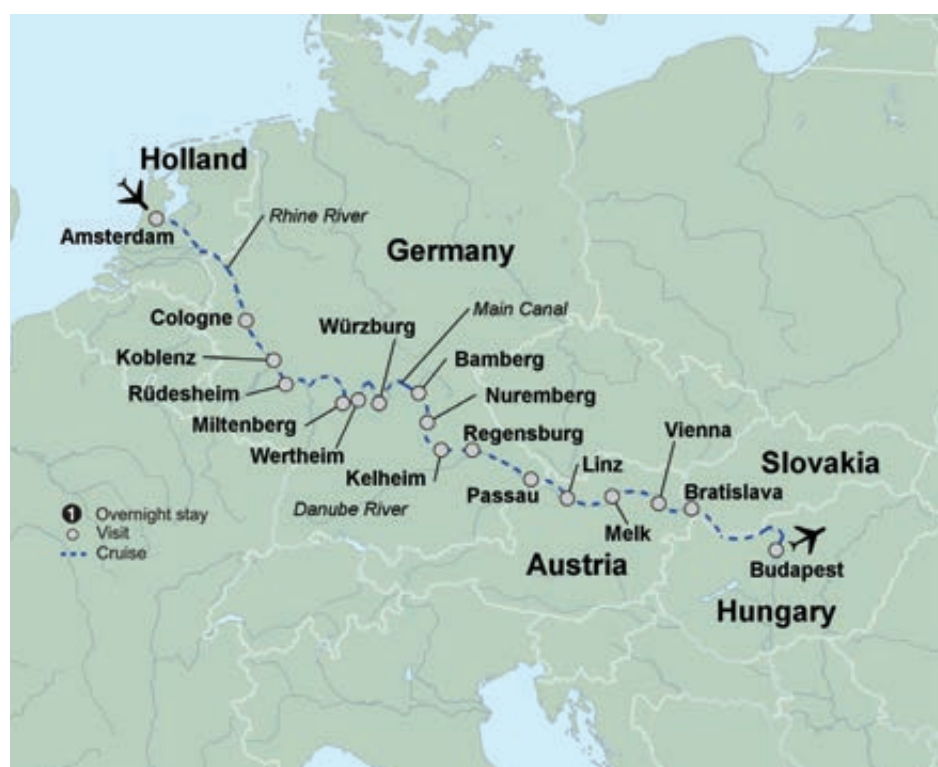 Holland
Amsterdam
Rhine River
Germany
Cologne
Würzburg
Main Canal
Koblenz
Bamberg
Rüdesheim
Nuremberg
Miltenberg
Wertheim
Regensburg
Vienna
Kelheim
Linz
Slovakia
Passau
Bratislava
Danube River
1 Overnight stay
Visit
Melk
Cruise
Austria
Budapest
Hungary